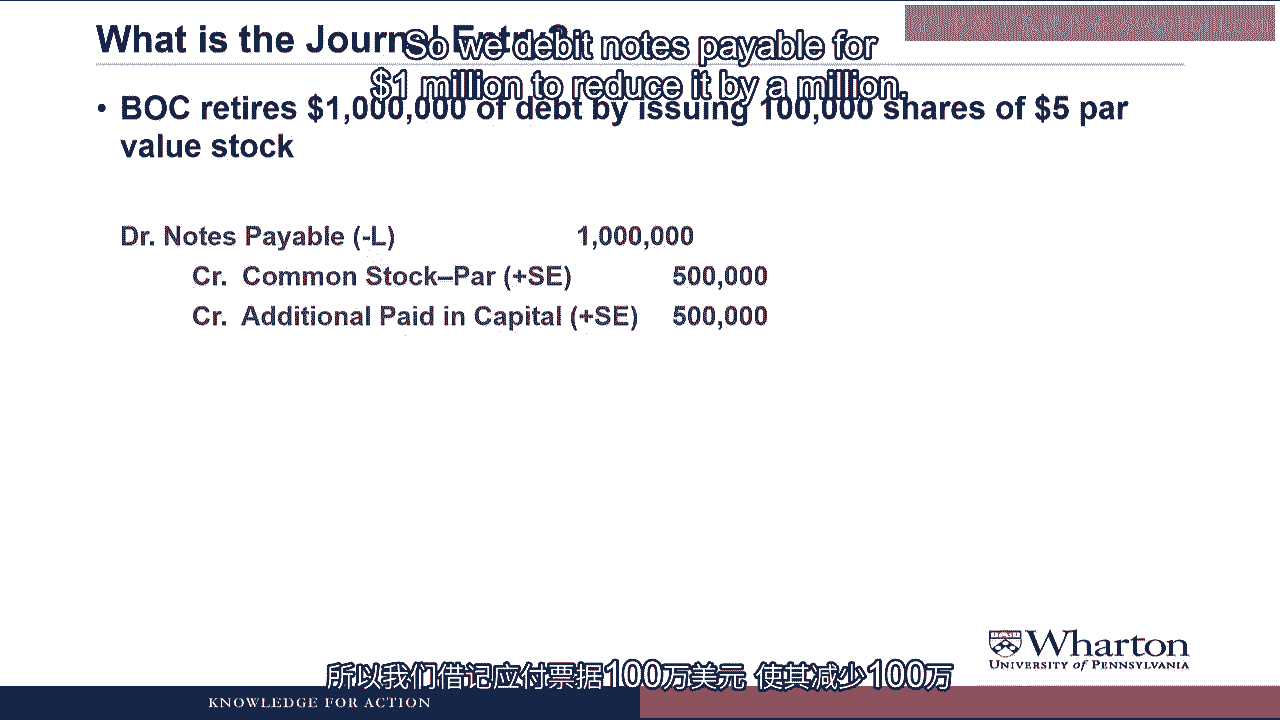 What is the Journal Entry?
So we debit notes payable for
$1 million to reduce it by a million.
• BOC retires $1,000,000 of debt by issuing 100,000 shares of $5 par
value stock
Dr. Notes Payable (-L) 1,000,000
Cr. Common Stock–Par (+SE) 500,000
Cr. Additional Paid in Capital (+SE) 500,000
Wharton
UNIVERSITY of PENNSYLVANIA
所以我们借记应付票据100万美元 使其减少100万
KNOWLEDGE FOR ACTION